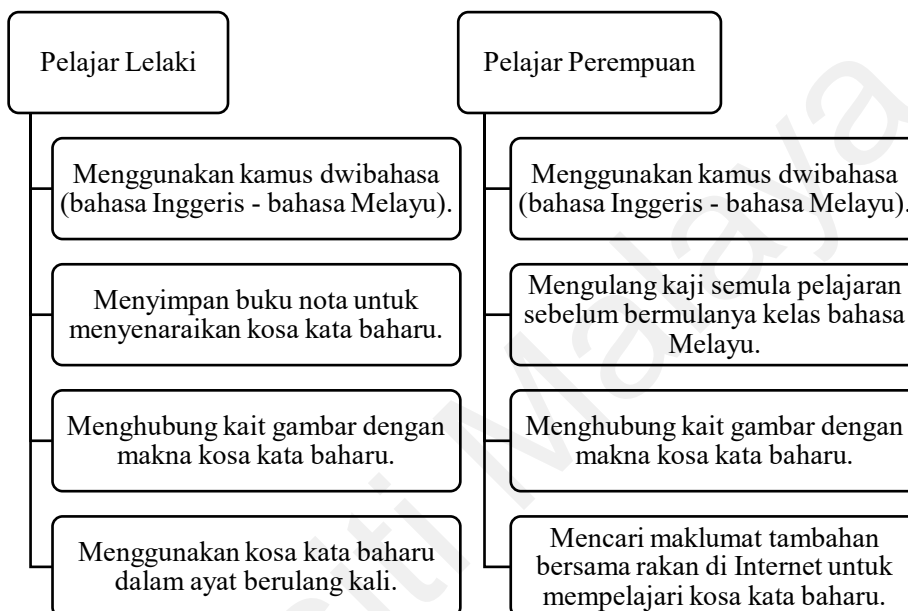 Pelajar Lelaki
Menggunakan kamus dwibahasa
(bahasa Inggeris - bahasa Melayu).
Menyimpan buku nota untuk
menyenaraikan kosa kata baharu.
Menghubung kait gambar dengan
makna kosa kata baharu.
Menggunakan kosa kata baharu
dalam ayat berulang kali.
Pelajar Perempuan
Menggunakan kamus dwibahasa
(bahasa Inggeris - bahasa Melayu).
Mengulang kaji semula pelajaran
sebelum bermulanya kelas bahasa
Melayu.
Menghubung kait gambar dengan
makna kosa kata baharu.
Mencari maklumat tambahan
bersama rakan di Internet untuk
mempelajari kosa kata baharu.
siti Malaya